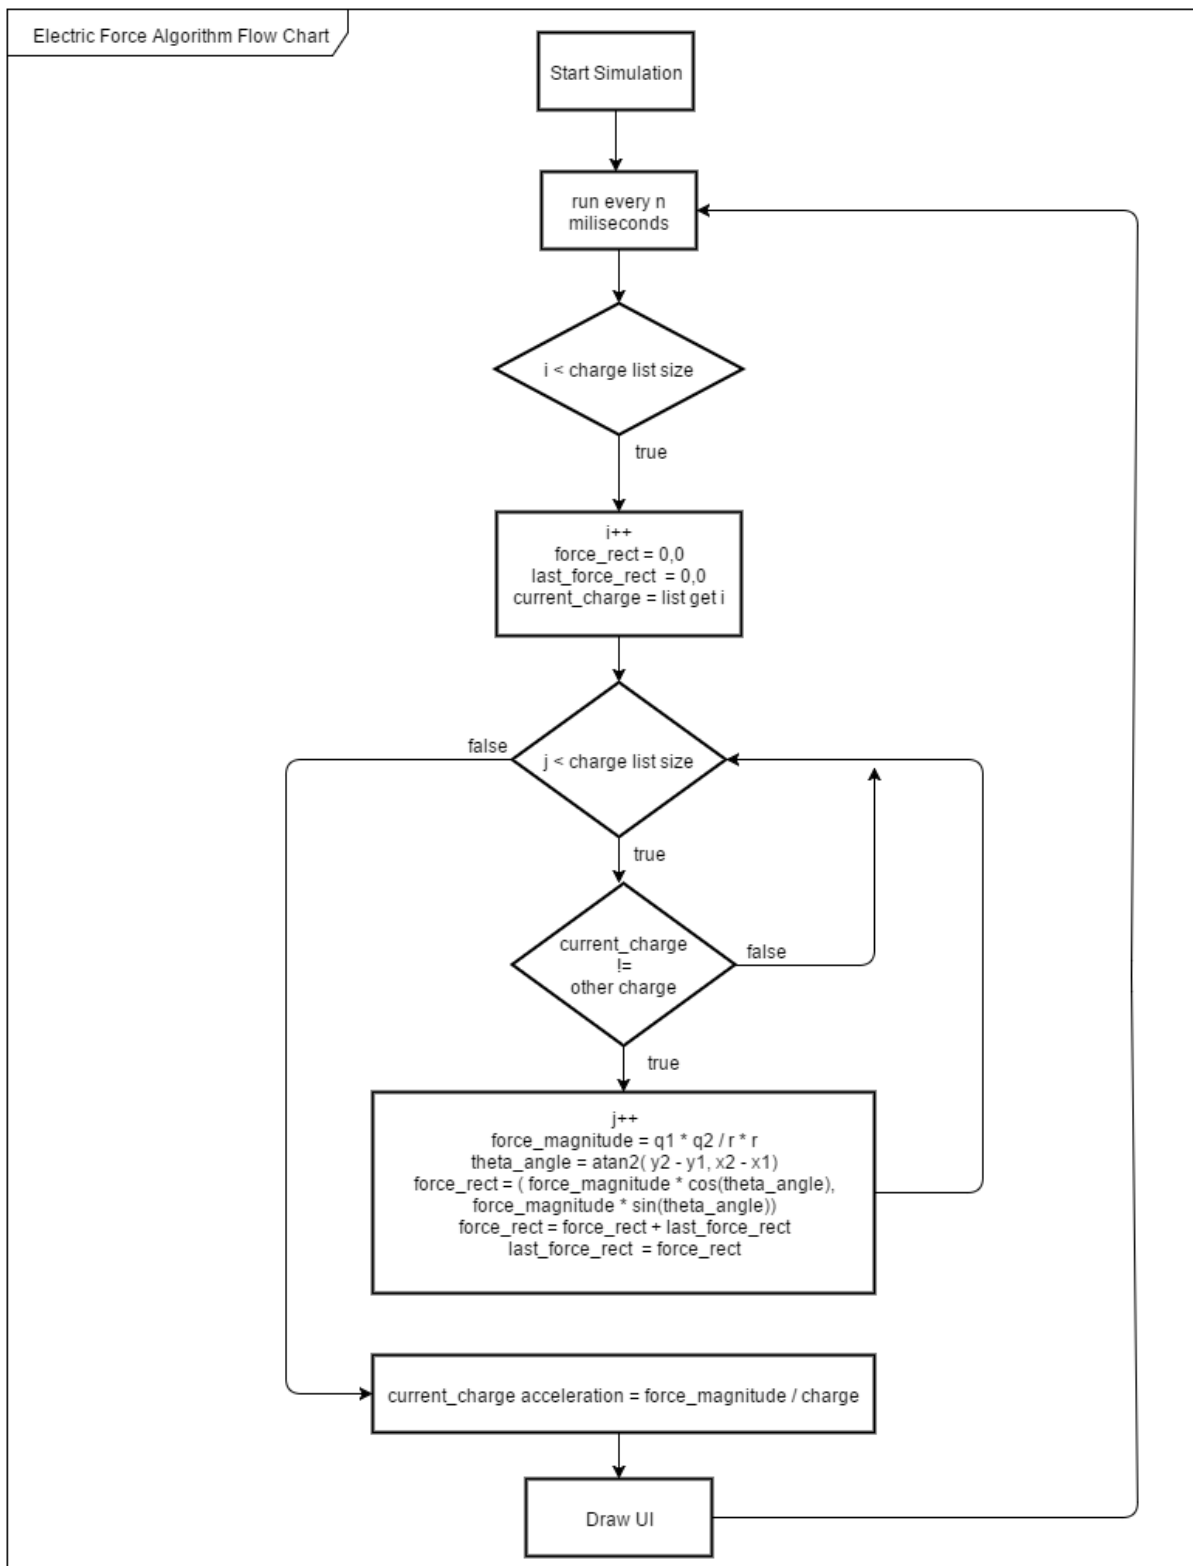 Electric Force Algorithm Flow Chart
Start Simulation
run every n
miliseconds
i < charge list size
true
i++
force_rect = 0,0
last_force_rect = 0,0
current_charge = list get i
false
j < charge list size
true
current_charge
!=
other charge
false
true
j++
force_magnitude = q1 * q2 / r * r
theta_angle = atan2( y2 - y1, x2 - x1)
force_rect = ( force_magnitude * cos(theta_angle),
force_magnitude * sin(theta_angle))
force_rect = force_rect + last_force_rect
last_force_rect = force_rect
current_charge acceleration = force_magnitude / charge
Draw UI